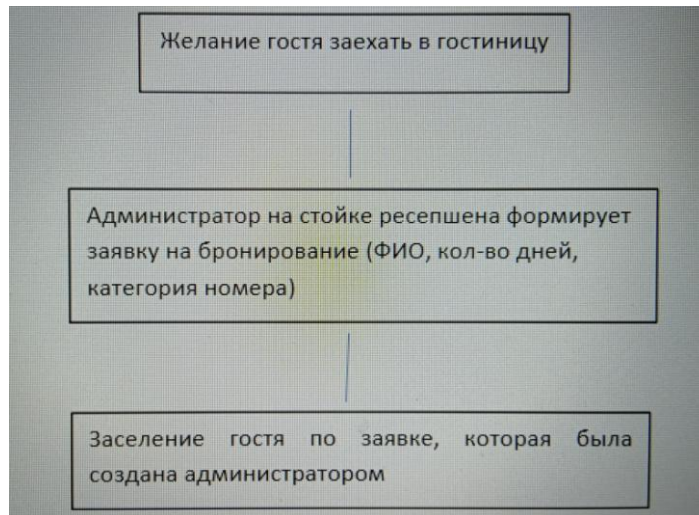 Желание гостя заехать в гостиницу
Администратор на стойке ресепшена формирует
заявку на бронирование (ФИО, кол-во дней,
категория номера)
Заселение гостя по заявке, которая была
создана администратором